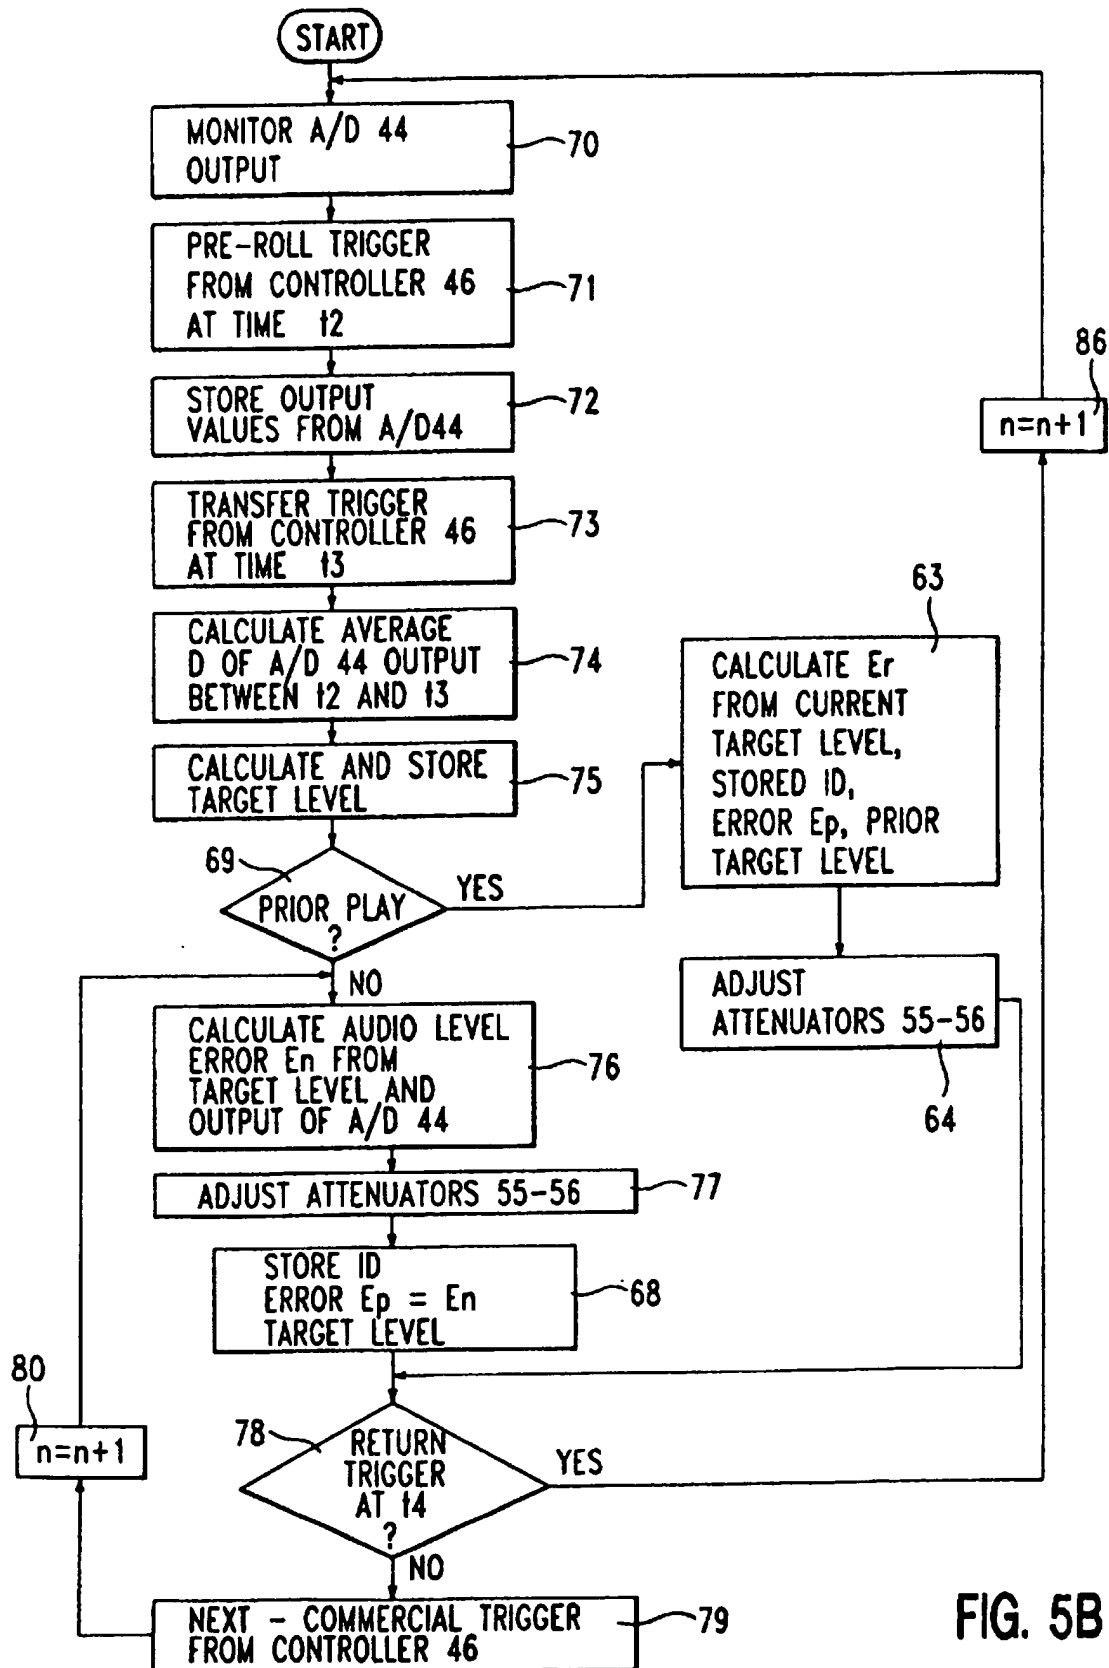 START
MONITOR A/D 44
OUTPUT
70
PRE-ROLL TRIGGER
FROM CONTROLLER 46
AT TIME t2
71
STORE OUTPUT
VALUES FROM A/D44
72
TRANSFER TRIGGER
FROM CONTROLLER 46
AT TIME t3
73
CALCULATE AVERAGE
D OF A/D 44 OUTPUT
BETWEEN t2 AND t3
74
CALCULATE AND STORE
TARGET LEVEL
75
69
PRIOR PLAY
?
YES
NO
63
CALCULATE Er
FROM CURRENT
TARGET LEVEL,
STORED ID,
ERROR Ep, PRIOR
TARGET LEVEL
ADJUST
ATTENUATORS 55-56
64
86
n=n+1
CALCULATE AUDIO LEVEL
ERROR En FROM
TARGET LEVEL AND
OUTPUT OF A/D 44
76
ADJUST ATTENUATORS 55-56
77
STORE ID
ERROR Ep = En
TARGET LEVEL
68
80
n=n+1
78
RETURN
TRIGGER
AT t4
?
YES
NO
NEXT - COMMERCIAL TRIGGER
FROM CONTROLLER 46
79
FIG. 5B